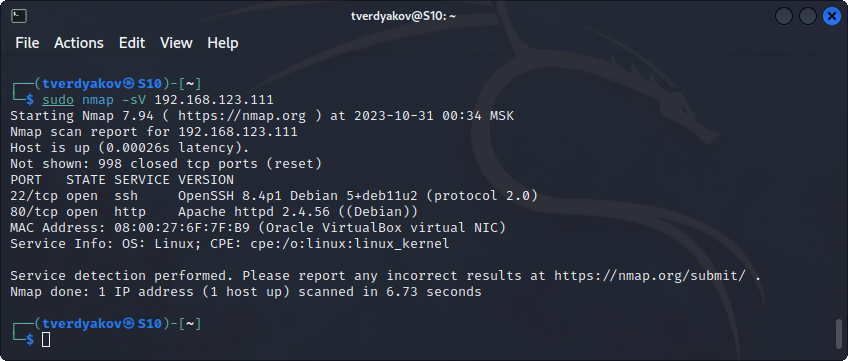 tverdyakov@S10: ~
File Actions Edit View Help
┌──(tverdyakov㉿S10)-[~]
└─$ sudo nmap -sV 192.168.123.111
Starting Nmap 7.94 ( https://nmap.org ) at 2023-10-31 00:34 MSK
Nmap scan report for 192.168.123.111
Host is up (0.00026s latency).
Not shown: 998 closed tcp ports (reset)
PORT   STATE SERVICE VERSION
22/tcp open  ssh     OpenSSH 8.4p1 Debian 5+deb11u2 (protocol 2.0)
80/tcp open  http    Apache httpd 2.4.56 ((Debian))
MAC Address: 08:00:27:6F:7F:B9 (Oracle VirtualBox virtual NIC)
Service Info: OS: Linux; CPE: cpe:/o:linux:linux_kernel
Service detection performed. Please report any incorrect results at https://nmap.org/submit/ .
Nmap done: 1 IP address (1 host up) scanned in 6.73 seconds
┌──(tverdyakov㉿S10)-[~]
└─$